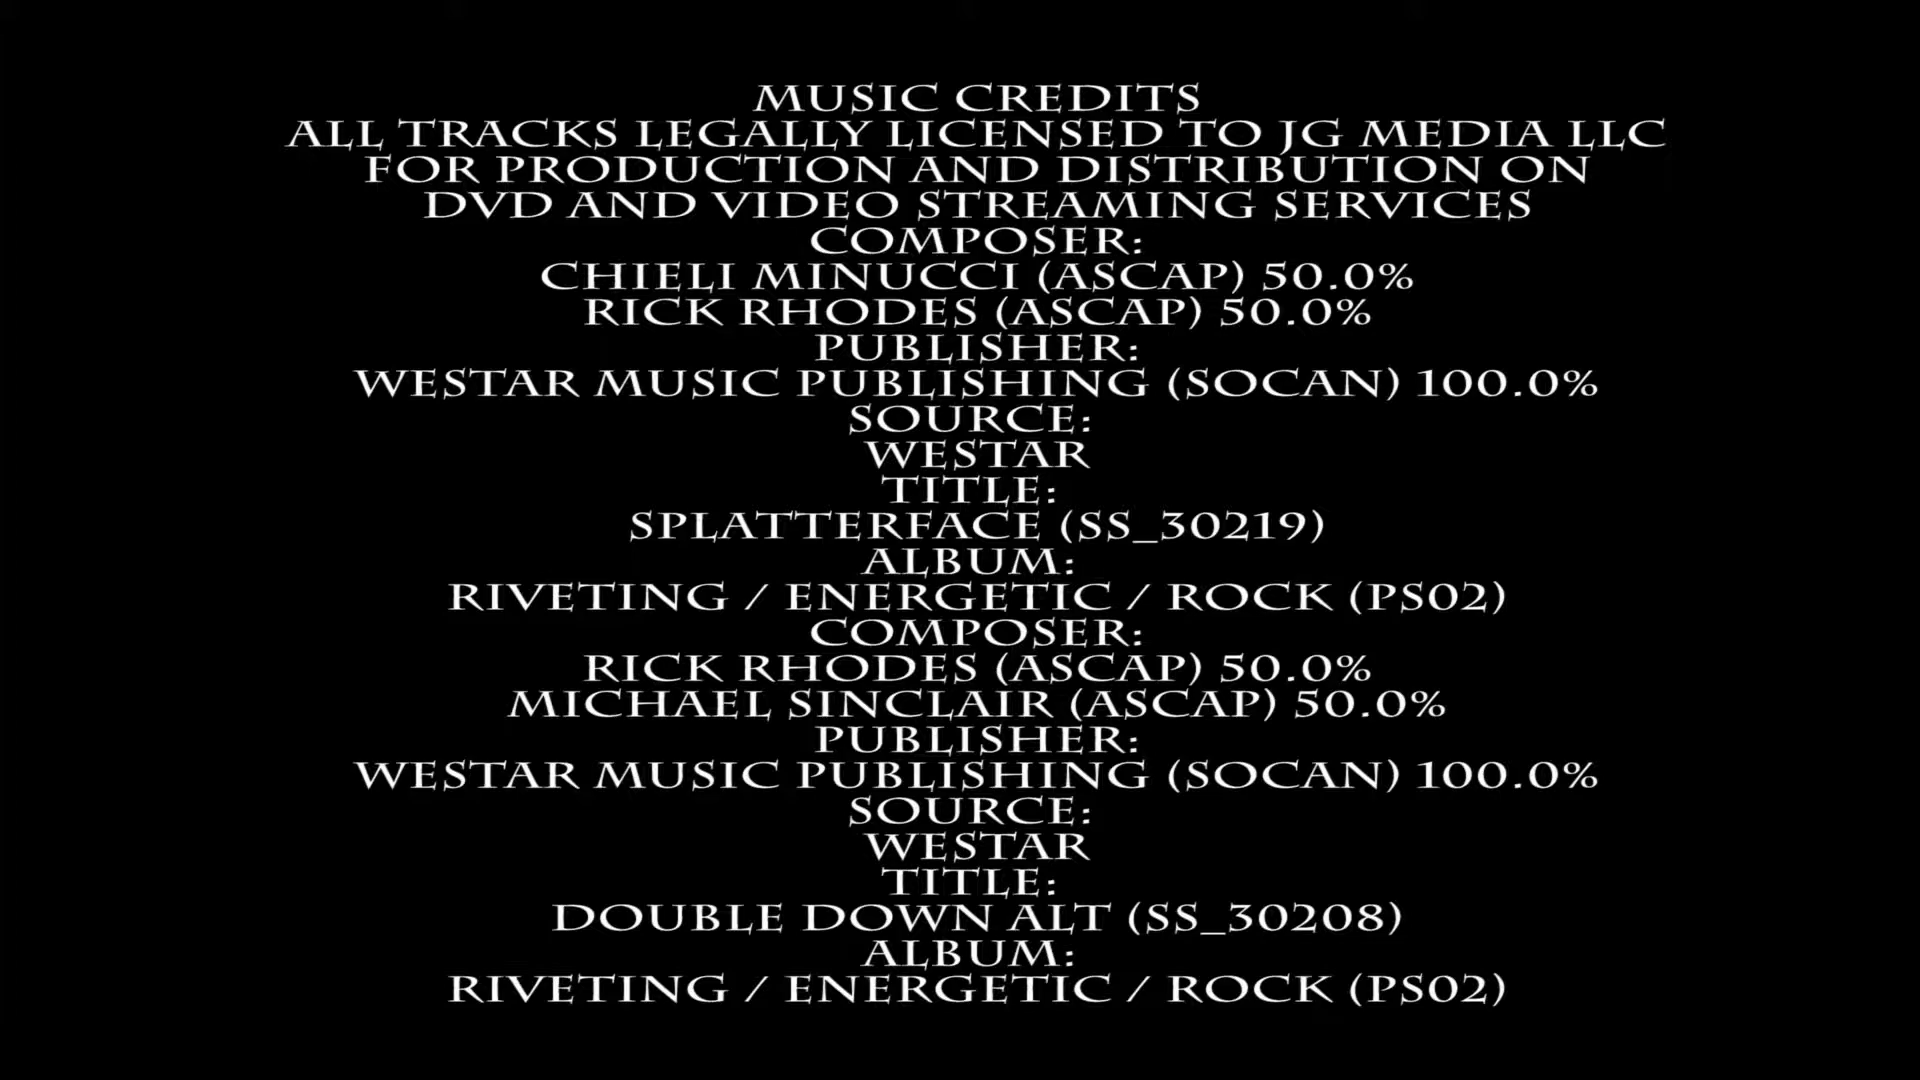 MUSIC CREDITS
ALL TRACKS LEGALLY LICENSED TO JG MEDIA LLC
FOR PRODUCTION AND DISTRIBUTION ON
DVD AND VIDEO STREAMING SERVICES
COMPOSER:
CHIELI MINUCCI (ASCAP) 50.0%
RICK RHODES (ASCAP) 50.0%
PUBLISHER:
WESTAR MUSIC PUBLISHING (SOCAN) 100.0%
SOURCE:
WESTAR
TITLE:
SPLATTERFACE (SS_30219)
ALBUM:
RIVETING / ENERGETIC / ROCK (PS02)
COMPOSER:
RICK RHODES (ASCAP) 50.0%
MICHAEL SINCLAIR (ASCAP) 50.0%
PUBLISHER:
WESTAR MUSIC PUBLISHING (SOCAN) 100.0%
SOURCE:
WESTAR
TITLE:
DOUBLE DOWN ALT (SS_30208)
ALBUM:
RIVETING / ENERGETIC / ROCK (PS02)